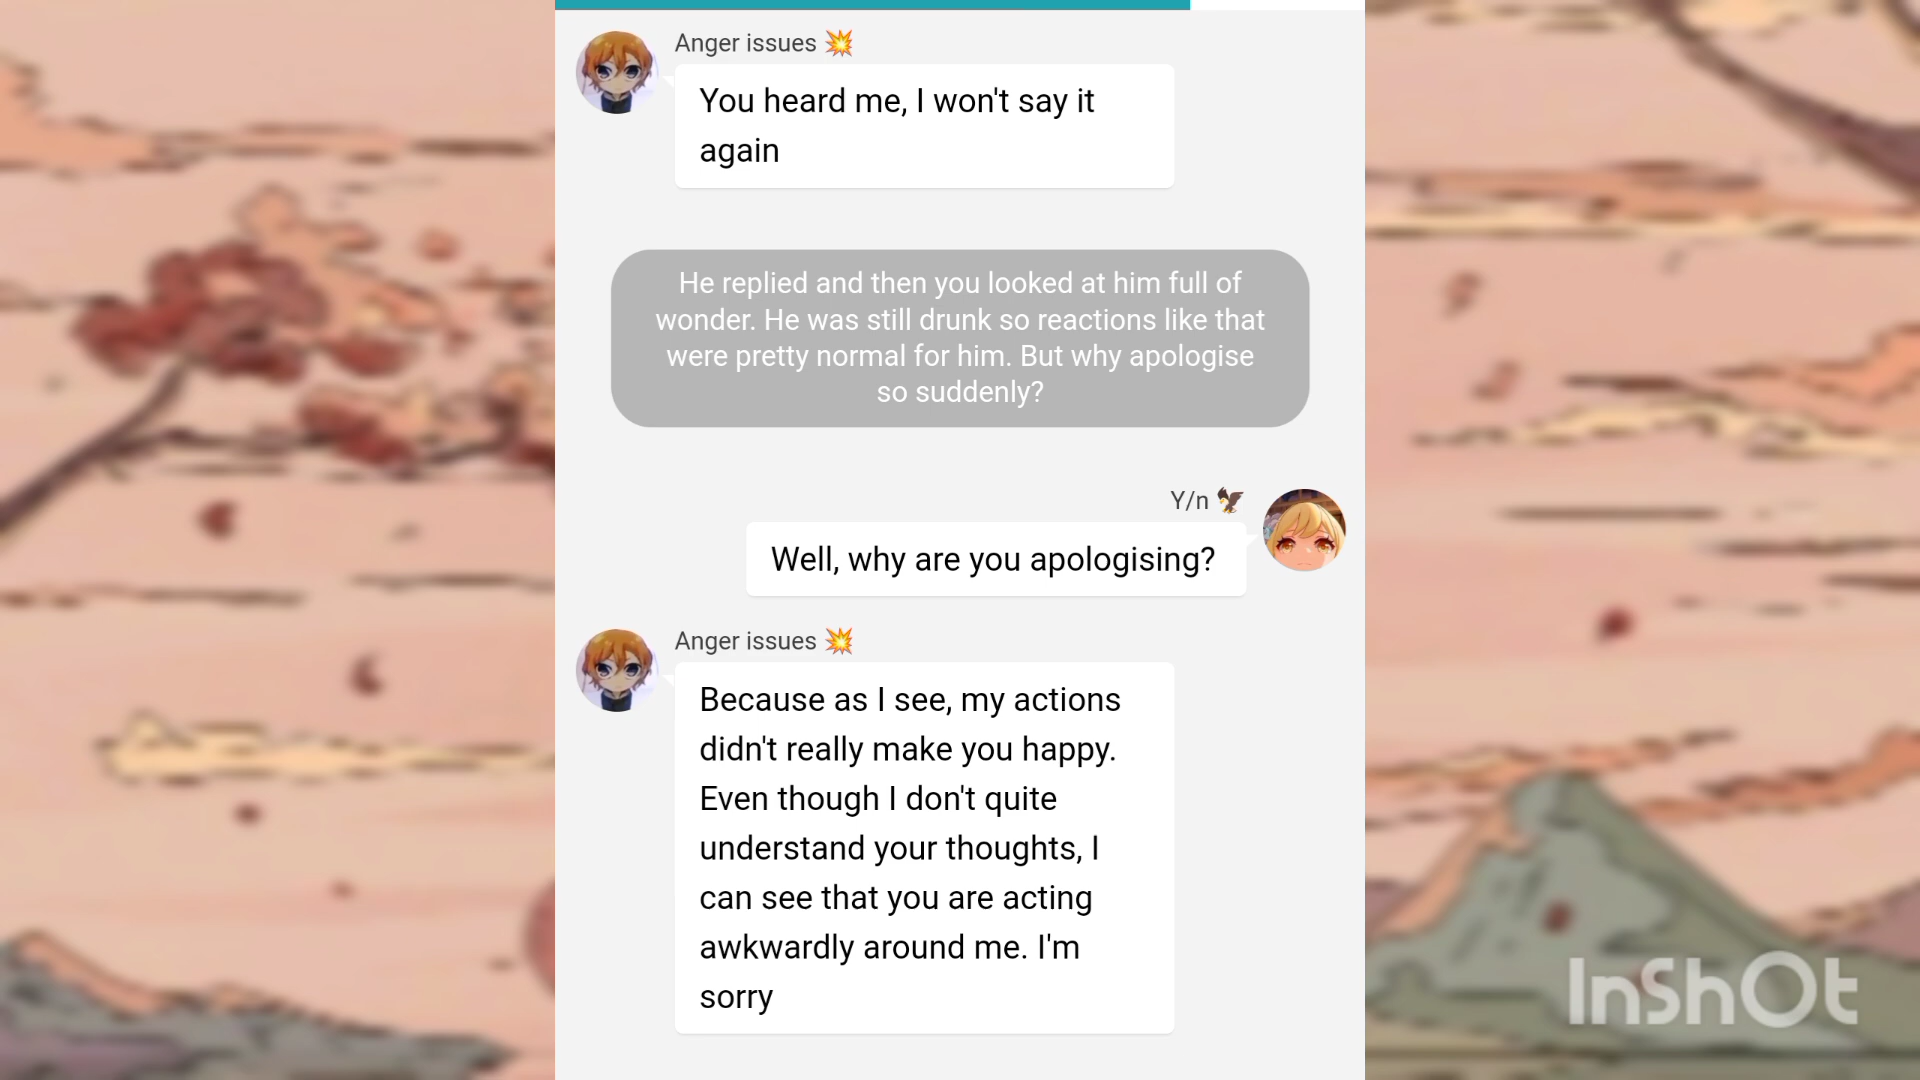 Anger issues 💥
You heard me, I won't say it
again
He replied and then you looked at him full of
wonder. He was still drunk so reactions like that
were pretty normal for him. But why apologise
so suddenly?
Y/n 🦅
Well, why are you apologising?
Anger issues 💥
Because as I see, my actions
didn't really make you happy.
Even though I don't quite
understand your thoughts, I
can see that you are acting
awkwardly around me. I'm
sorry
InShOt